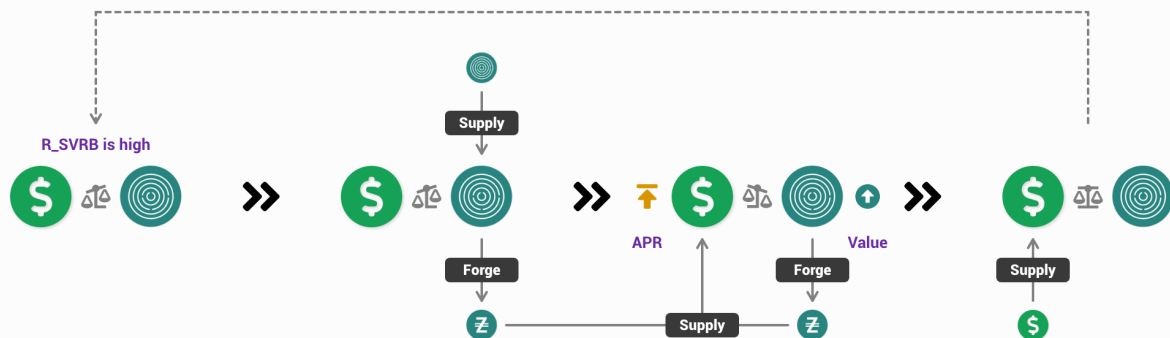 Supply
R_SVRB is high
$
$
$
$
APR
Value
Forge
Forge
Supply
Supply
$